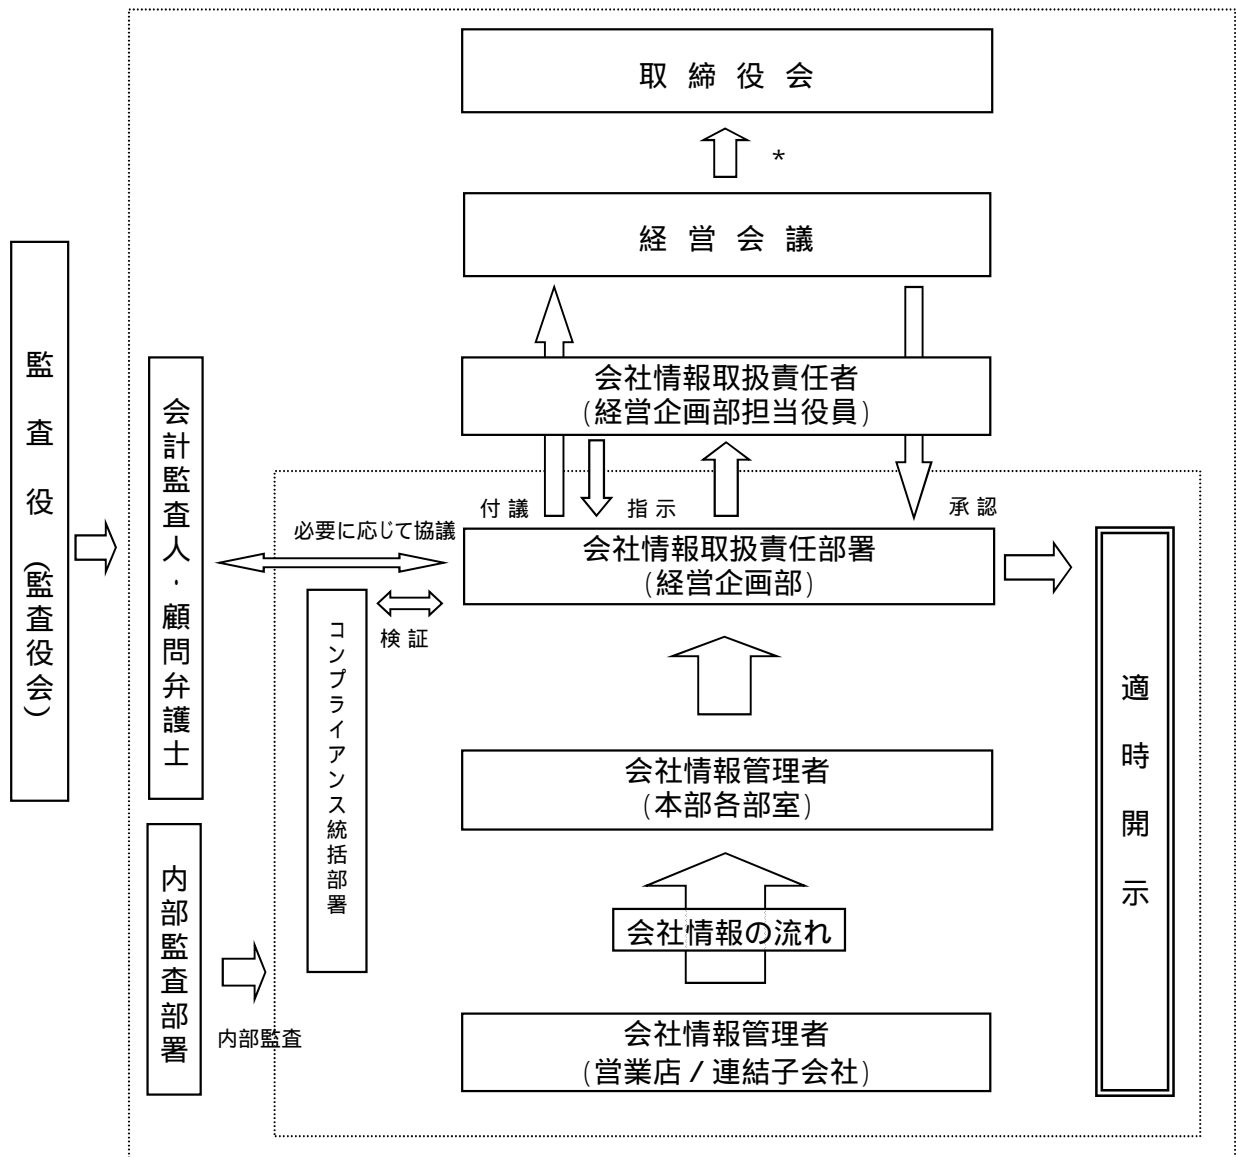 取 締 役 会
*
経 営 会 議
会社情報取扱責任者
(経営企画部担当役員)
付 議
指 示
承 認
必要に応じて協議
会社情報取扱責任部署
(経営企画部)
検 証
監 査 役 (監査役会)
会計監査人・顧問弁護士
コンプライアンス統括部署
会社情報管理者
(本部各部室)
適 時 開 示
内部監査部署
内部監査
会社情報の流れ
会社情報管理者
(営業店/連結子会社)